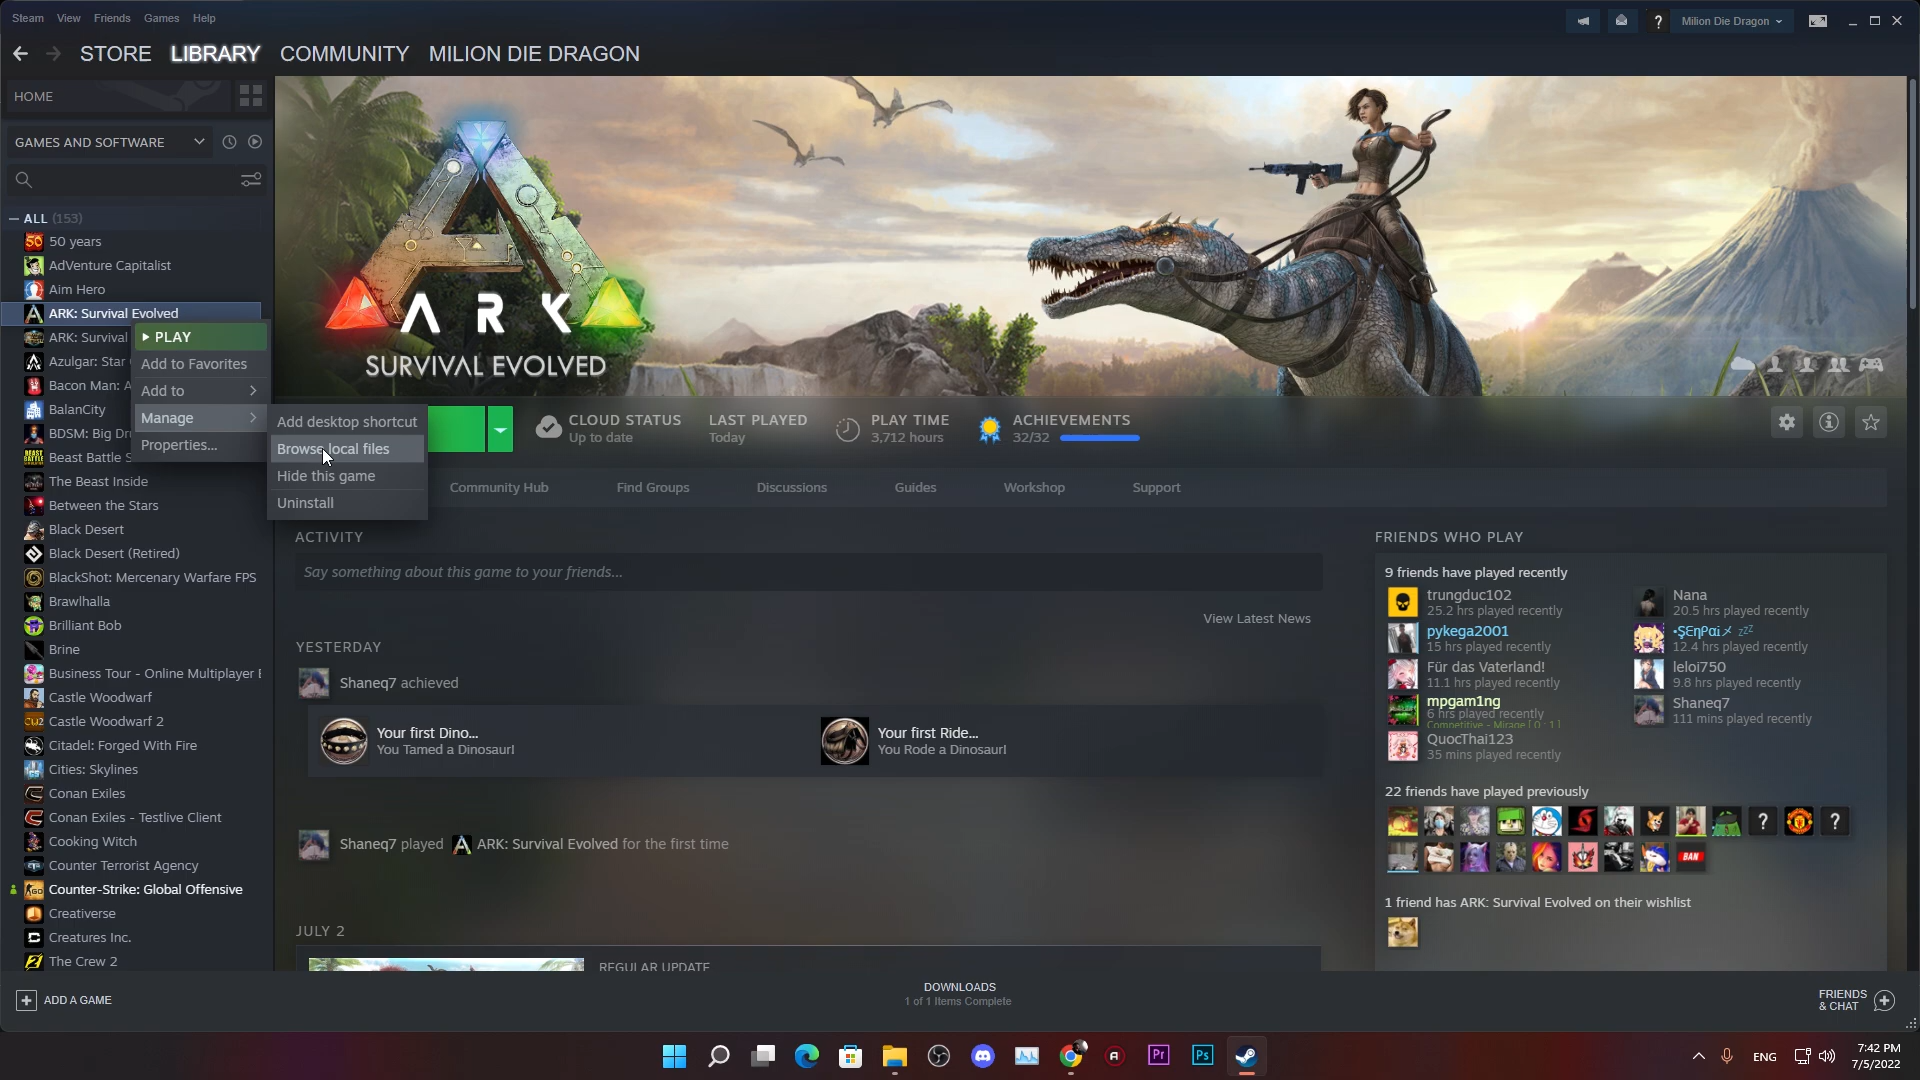 Steam View Friends Games Help
Milion Die Dragon
STORE LIBRARY COMMUNITY MILION DIE DRAGON
HOME
GAMES AND SOFTWARE
ALL (153)
50 years
AdVenture Capitalist
Aim Hero
ARK: Survival Evolved
ARK: Survival
Azulgar: Star
Bacon Man: A
BalanCity
BDSM: Big Dru
Beast Battle S
The Beast Inside
Between the Stars
Black Desert
Black Desert (Retired)
BlackShot: Mercenary Warfare FPS
Brawlhalla
Brilliant Bob
Brine
Business Tour - Online Multiplayer
Castle Woodwarf
Castle Woodwarf 2
Citadel: Forged With Fire
Cities: Skylines
Conan Exiles
Conan Exiles - Testlive Client
Cooking Witch
Counter Terrorist Agency
Counter-Strike: Global Offensive
Creativerse
Creatures Inc.
The Crew 2
PLAY
Add to Favorites
Add to
Manage
Properties...
Add desktop shortcut
Browse local files
Hide this game
Uninstall
ARK
SURVIVAL EVOLVED
CLOUD STATUS
Up to date
LAST PLAYED
Today
PLAY TIME
3,712 hours
ACHIEVEMENTS
32/32
Community Hub Find Groups Discussions Guides Workshop Support
ACTIVITY
Say something about this game to your friends...
View Latest News
YESTERDAY
Shaneq7 achieved
Your first Dino...
You Tamed a Dinosaur!
Your first Ride...
You Rode a Dinosaur!
Shaneq7 played ARK: Survival Evolved for the first time
JULY 2
REGULAR UPDATE
FRIENDS WHO PLAY
9 friends have played recently
trungduc102
25.2 hrs played recently
Nana
20.5 hrs played recently
pykega2001
15 hrs played recently
12.4 hrs played recently
Für das Vaterland!
11.1 hrs played recently
leloi750
9.8 hrs played recently
mpgam1ng
6 hrs played recently
Competitive - Mirage [ 0 : 1 ]
Shaneq7
111 mins played recently
QuocThai123
35 mins played recently
22 friends have played previously
BAN
1 friend has ARK: Survival Evolved on their wishlist
ADD A GAME
DOWNLOADS
1 of 1 Items Complete
FRIENDS
& CHAT
Pr
Ps
ENG
7:42 PM
7/5/2022